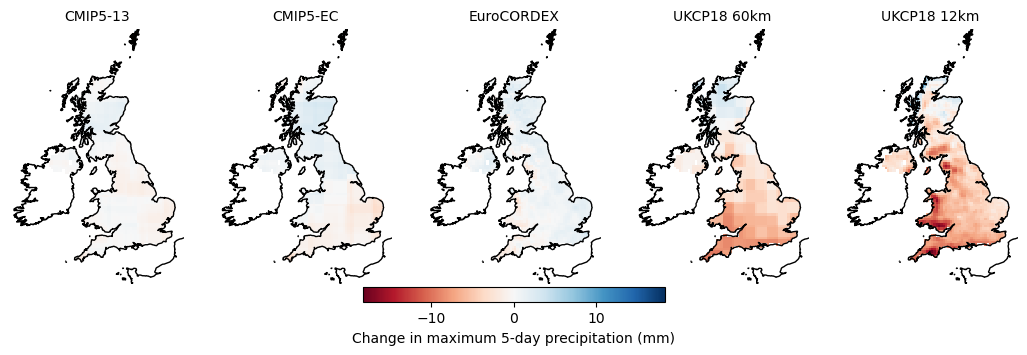 CMIP5-13 CMIP5-EC EuroCORDEX UKCP18 60km UKCP18 12km
−10 0 10
Change in maximum 5-day precipitation (mm)